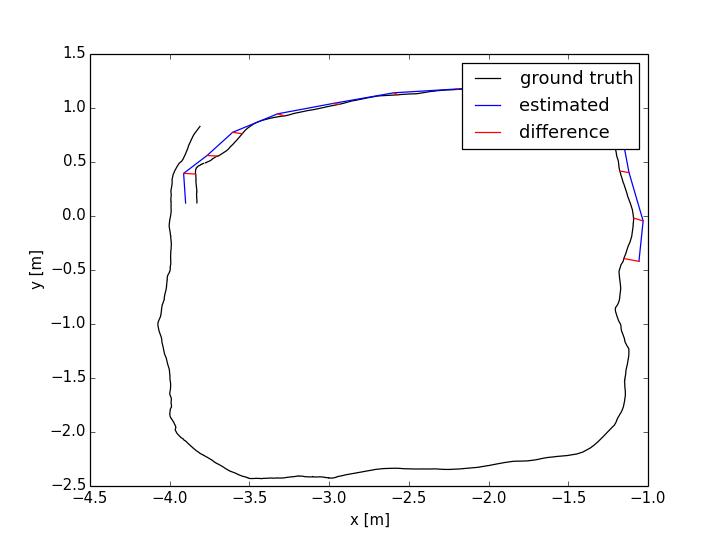 1.5
1.0
0.5
0.0
−0.5
−1.0
−1.5
−2.0
−2.5
y [m]
ground truth
estimated
difference
−4.5 −4.0 −3.5 −3.0 −2.5 −2.0 −1.5 −1.0
x [m]